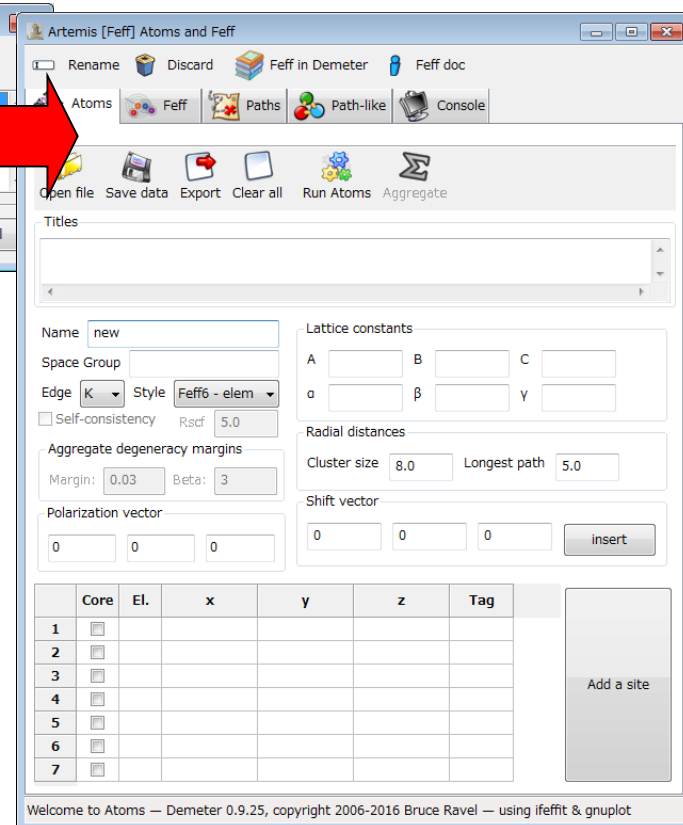 Artemis [Feff] Atoms and Feff
Rename Discard Feff in Demeter Feff doc
Atoms Feff Paths Path-like Console
Open file Save data Export Clear all Run Atoms Aggregate
Titles
Name new
Space Group
Edge K Style Feff6 - elem
Self-consistency Rscf 5.0
Aggregate degeneracy margins
Margin: 0.03 Beta: 3
Polarization vector
0 0 0
Lattice constants
A B C
α β γ
Radial distances
Cluster size 8.0 Longest path 5.0
Shift vector
0 0 0 insert
Core El. x y z Tag
1
2
3
4
5
6
7
Add a site
Welcome to Atoms — Demeter 0.9.25, copyright 2006-2016 Bruce Ravel — using ifeffit & gnuplot